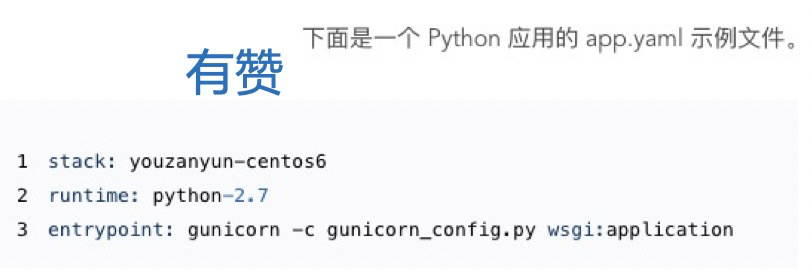 下面是一个 Python 应用的 app.yaml 示例文件。
有赞
1 stack: youzanyun-centos6
2 runtime: python-2.7
3 entrypoint: gunicorn -c gunicorn_config.py wsgi:application